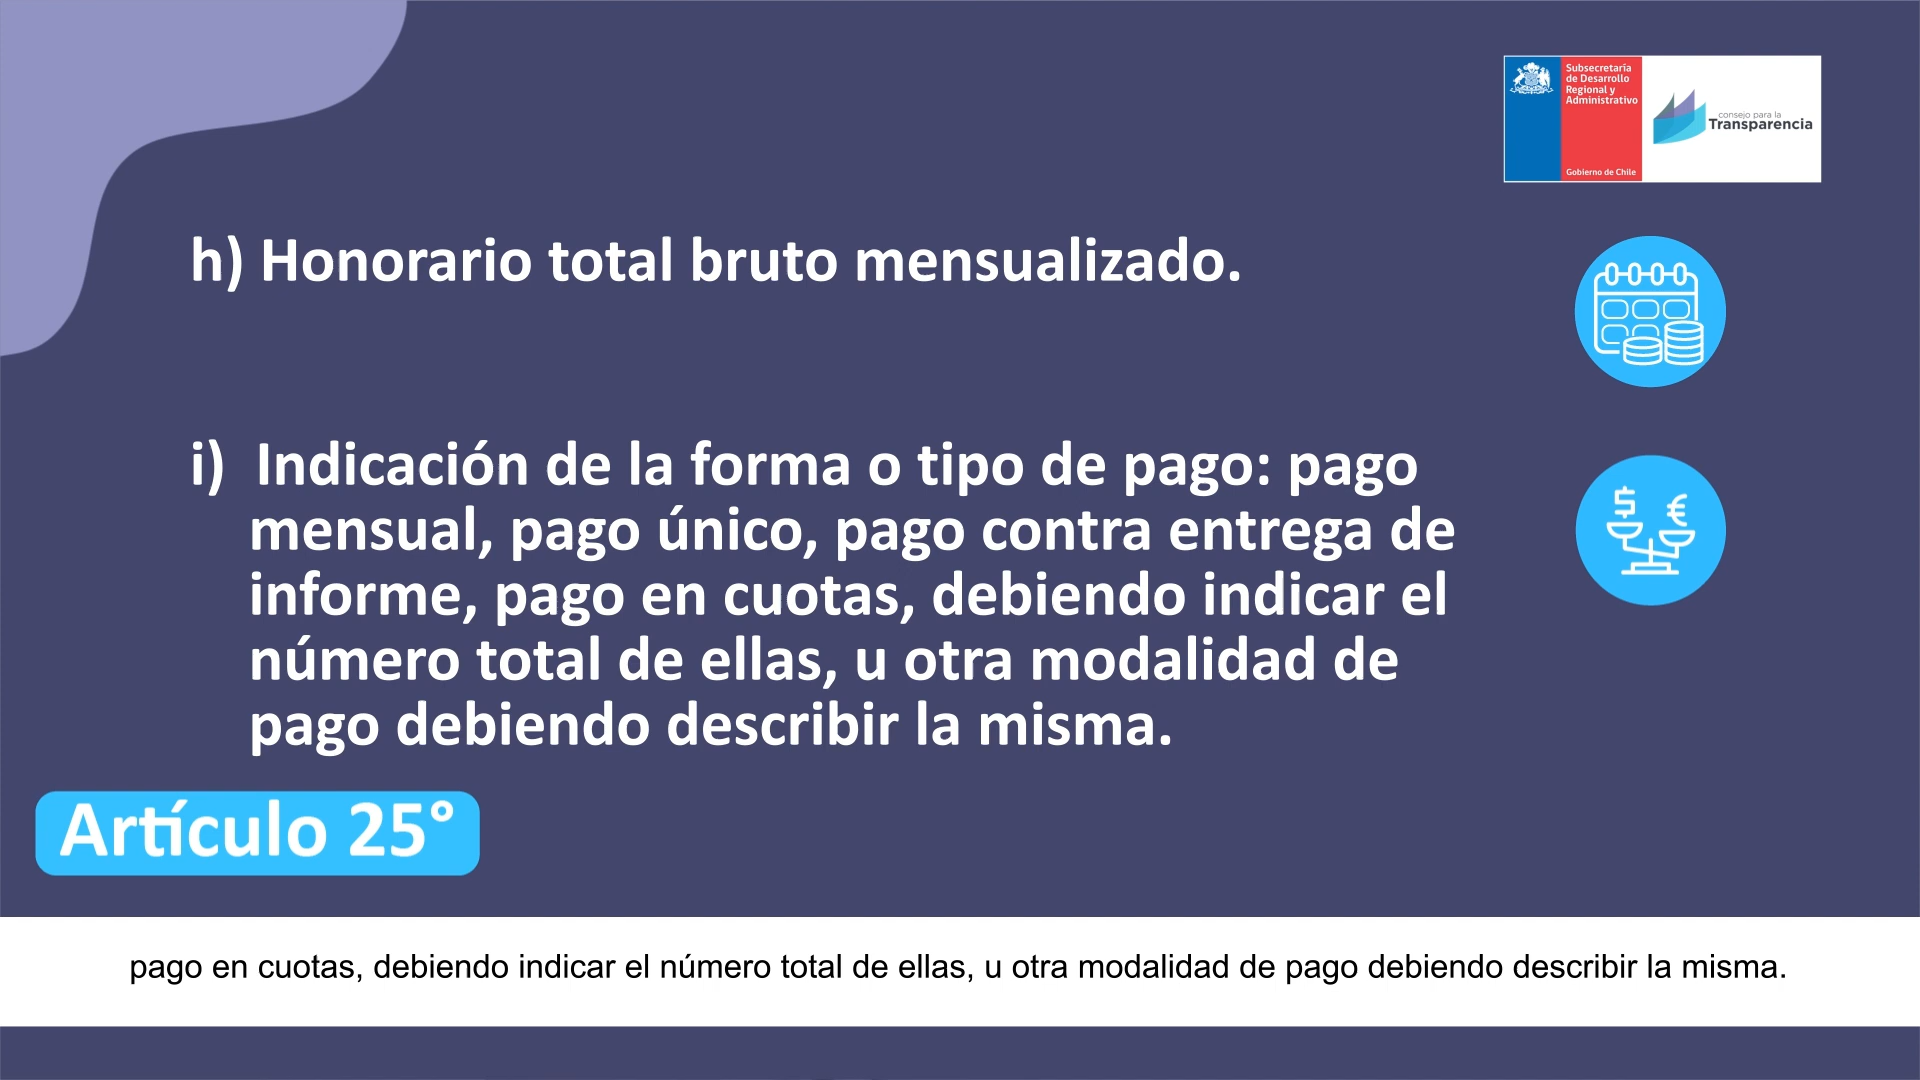 Subsecretaría
de Desarrollo
Regional y
Administrativo
Gobierno de Chile
consejo para la
Transparencia
h) Honorario total bruto mensualizado.
i) Indicación de la forma o tipo de pago: pago
mensual, pago único, pago contra entrega de
informe, pago en cuotas, debiendo indicar el
número total de ellas, u otra modalidad de
pago debiendo describir la misma.
Artículo 25°
pago en cuotas, debiendo indicar el número total de ellas, u otra modalidad de pago debiendo describir la misma.